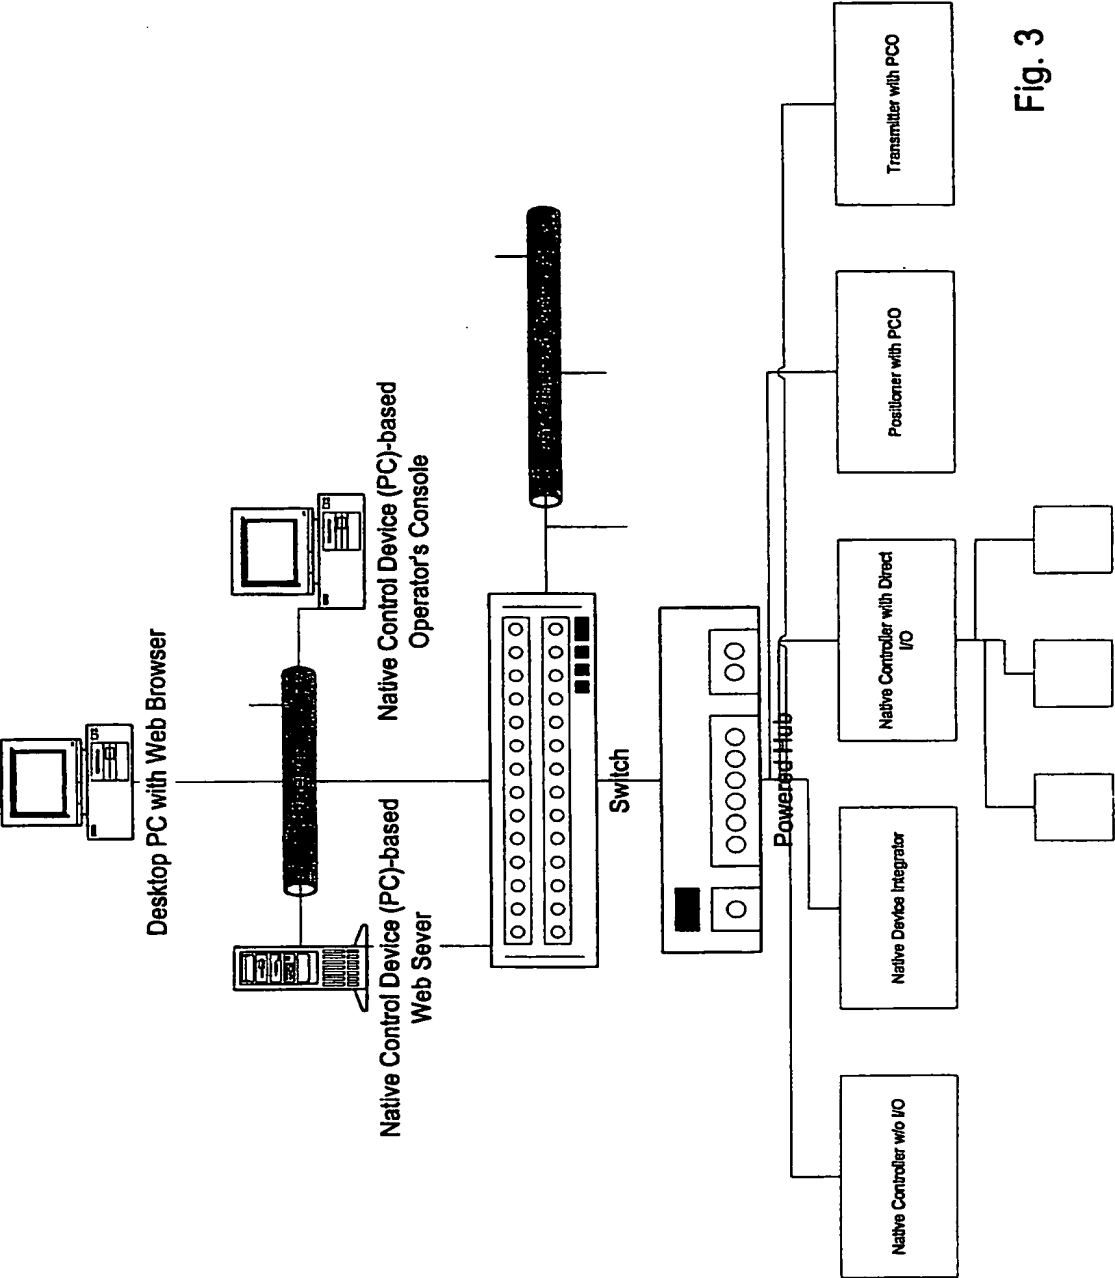 Desktop PC with Web Browser
Native Control Device (PC)-based
Web Sever
Native Control Device (PC)-based
Operator's Console
Switch
Powered Hub
Native Controller w/o I/O
Native Device Integrator
Native Controller with Direct
I/O
Positioner with PCO
Transmitter with PCO
Fig. 3